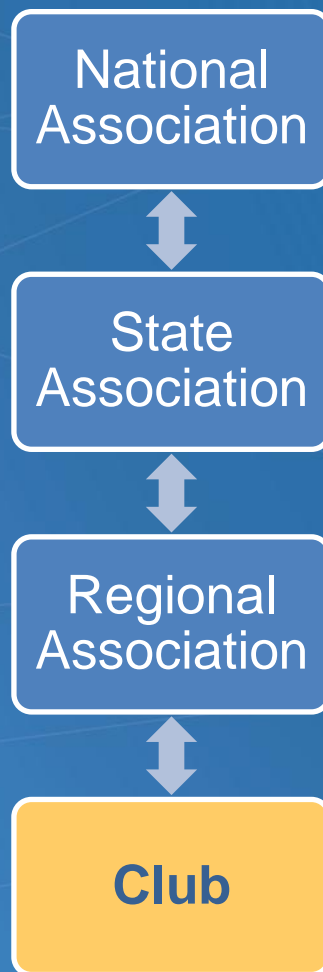 National
Association
State
Association
Regional
Association
Club